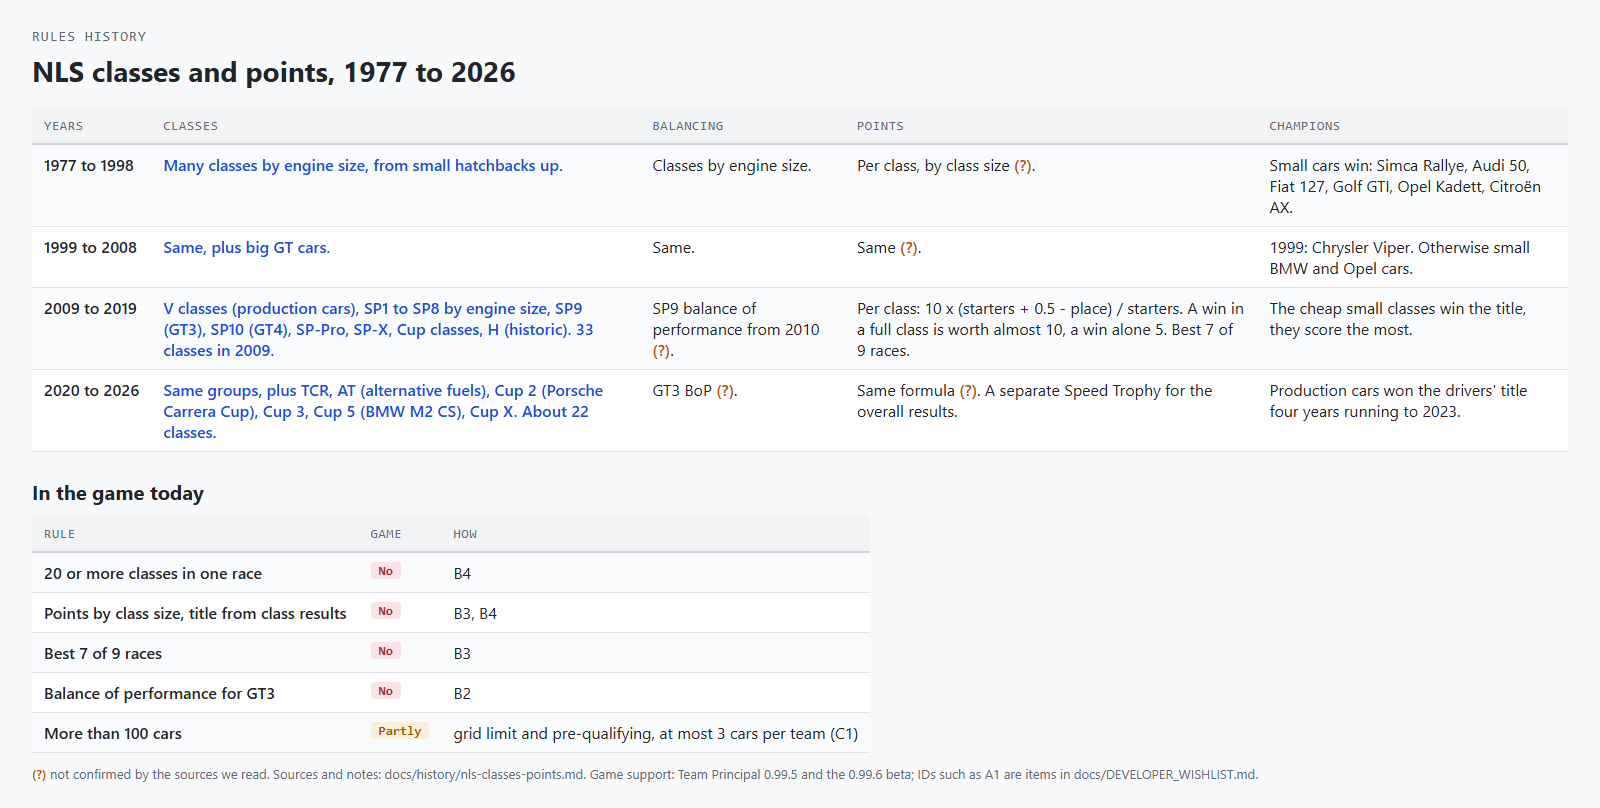 RULES HISTORY
NLS classes and points, 1977 to 2026
YEARS CLASSES BALANCING POINTS CHAMPIONS
1977 to 1998 Many classes by engine size, from small hatchbacks up. Classes by engine size. Per class, by class size (?). Small cars win: Simca Rallye, Audi 50,
Fiat 127, Golf GTI, Opel Kadett, Citroën
AX.
1999 to 2008 Same, plus big GT cars. Same. Same (?). 1999: Chrysler Viper. Otherwise small
BMW and Opel cars.
2009 to 2019 V classes (production cars), SP1 to SP8 by engine size, SP9 SP9 balance of Per class: 10 x (starters + 0.5 - place) / starters. A win in The cheap small classes win the title,
(GT3), SP10 (GT4), SP-Pro, SP-X, Cup classes, H (historic). 33 performance from 2010 a full class is worth almost 10, a win alone 5. Best 7 of they score the most.
classes in 2009. (?). 9 races.
2020 to 2026 Same groups, plus TCR, AT (alternative fuels), Cup 2 (Porsche GT3 BoP (?). Same formula (?). A separate Speed Trophy for the Production cars won the drivers' title
Carrera Cup), Cup 3, Cup 5 (BMW M2 CS), Cup X. About 22 overall results. four years running to 2023.
classes.
In the game today
RULE GAME HOW
20 or more classes in one race No B4
Points by class size, title from class results No B3, B4
Best 7 of 9 races No B3
Balance of performance for GT3 No B2
More than 100 cars Partly grid limit and pre-qualifying, at most 3 cars per team (C1)
(?) not confirmed by the sources we read. Sources and notes: docs/history/nls-classes-points.md. Game support: Team Principal 0.99.5 and the 0.99.6 beta; IDs such as A1 are items in docs/DEVELOPER_WISHLIST.md.